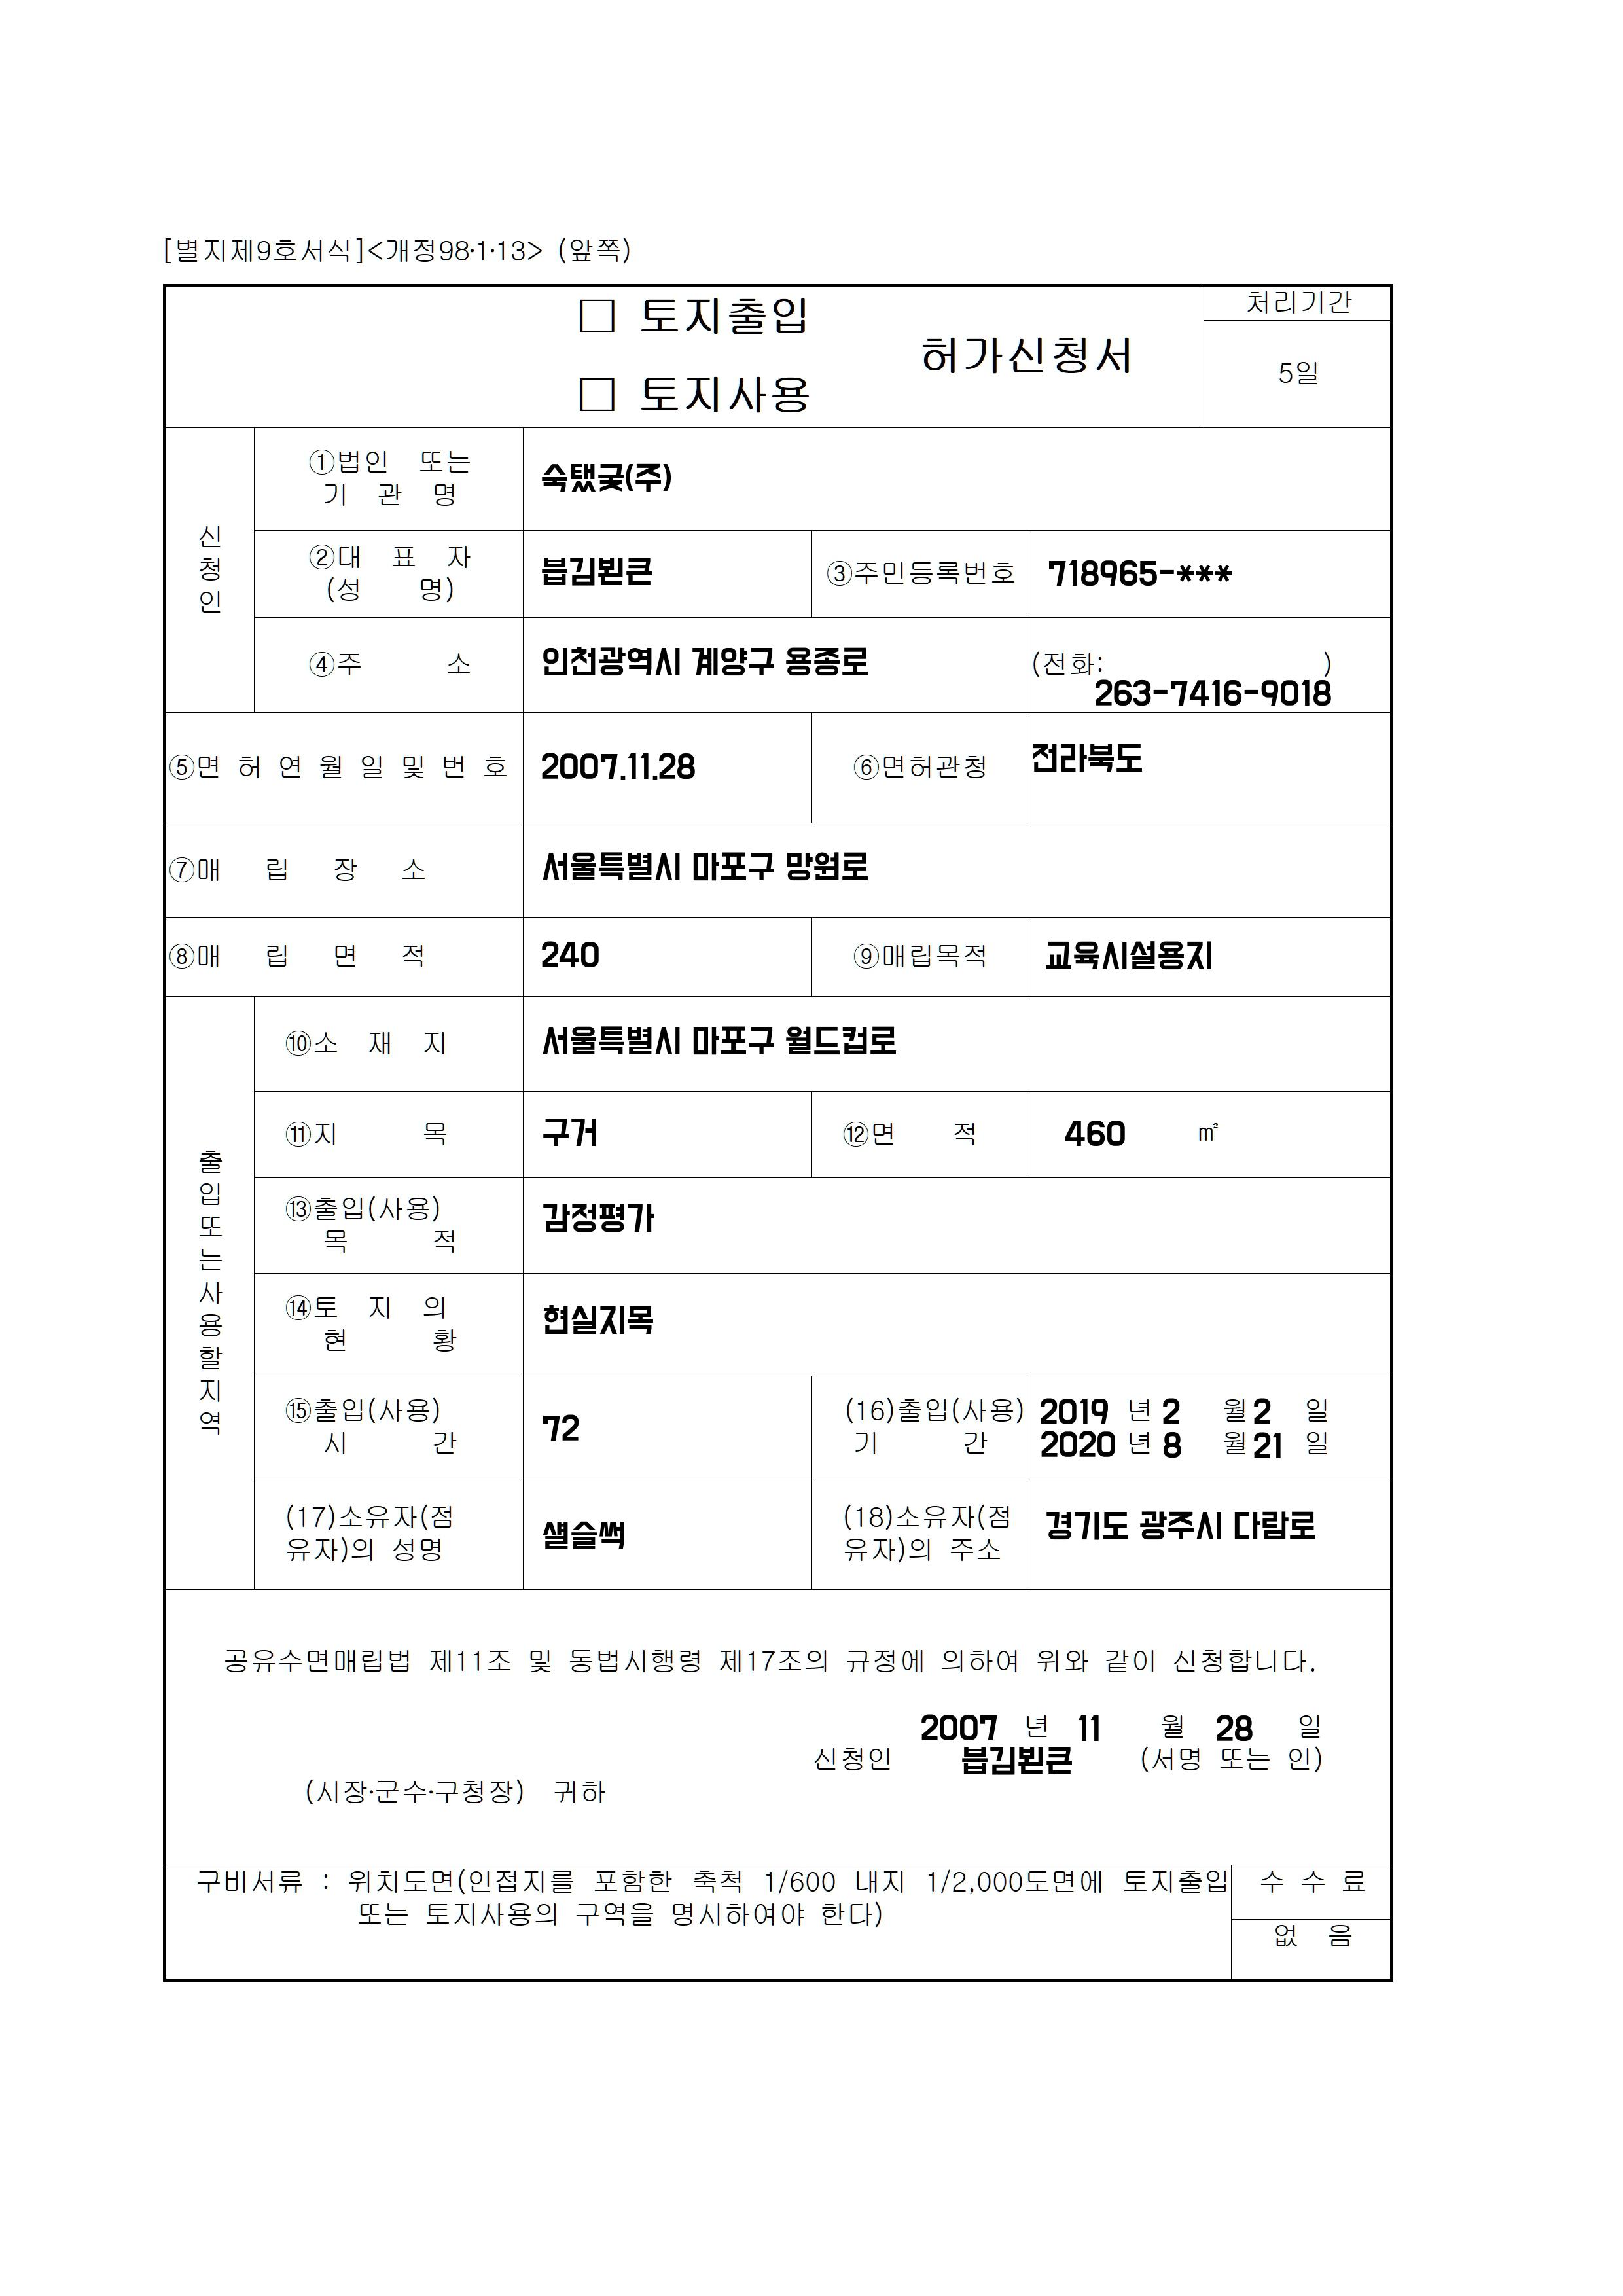 [별지제9호서식]<개정98·1·13> (앞쪽)
□ 토지출입
□ 토지사용
허가신청서
처리기간
5일
신청인
①법인 또는 기 관 명
숙탰궂(주)
②대 표 자 (성 명)
③주민등록번호
718965-***
④주 소
인천광역시 계양구 용종로
(전화: )
263-7416-9018
⑤면 허 연 월 일 및 번 호
2007.11.28
⑥면허관청
전라북도
⑦매 립 장 소
서울특별시 마포구 망원로
⑧매 립 면 적
240
⑨매립목적
교육시설용지
출입또는사용할지역
⑩소 재 지
서울특별시 마포구 월드컵로
⑪지 목
구거
⑫면 적
460 ㎡
⑬출입(사용) 목 적
감정평가
⑭토 지 의 현 황
현실지목
⑮출입(사용) 시 간
72
(16)출입(사용) 기 간
2019 년 2 월 2 일
2020 년 8 월 21 일
(17)소유자(점
유자)의 성명
(18)소유자(점
유자)의 주소
경기도 광주시 다람로
공유수면매립법 제11조 및 동법시행령 제17조의 규정에 의하여 위와 같이 신청합니다.
2007 년 11 월 28 일
신청인 (서명 또는 인)
(시장·군수·구청장) 귀하
구비서류 : 위치도면(인접지를 포함한 축척 1/600 내지 1/2,000도면에 토지출입
또는 토지사용의 구역을 명시하여야 한다)
수 수 료
없 음